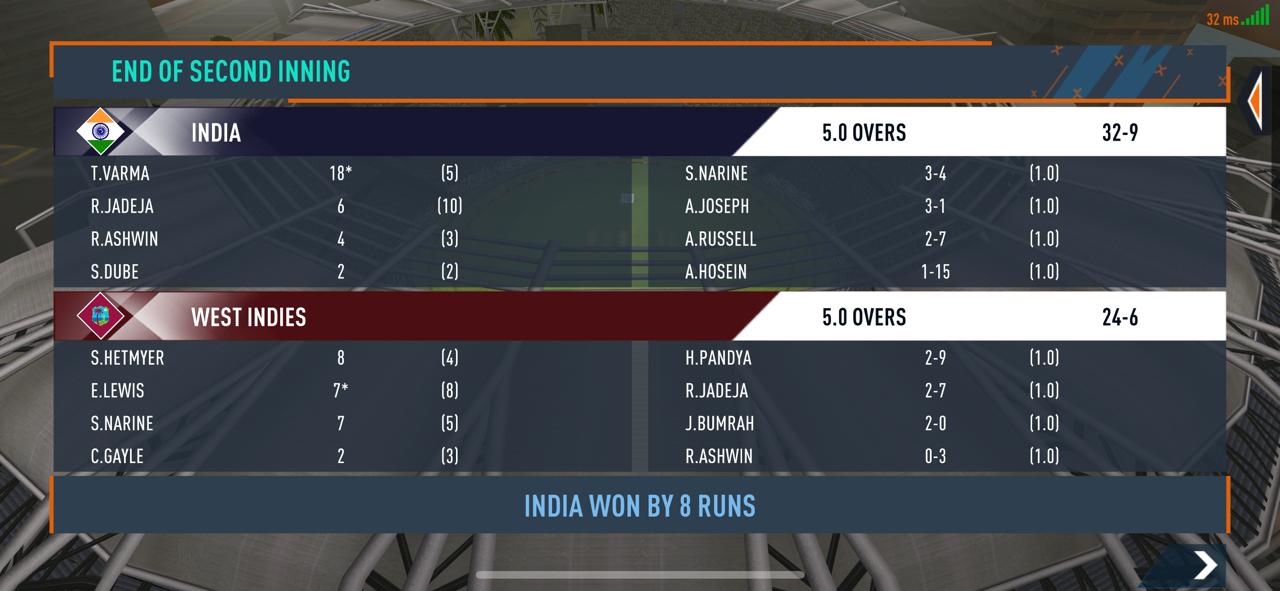 32 ms
END OF SECOND INNING
INDIA 5.0 OVERS 32-9
T.VARMA 18* (5) S.NARINE 3-4 (1.0)
R.JADEJA 6 (10) A.JOSEPH 3-1 (1.0)
R.ASHWIN 4 (3) A.RUSSELL 2-7 (1.0)
S.DUBE 2 (2) A.HOSEIN 1-15 (1.0)
WEST INDIES 5.0 OVERS 24-6
S.HETMYER 8 (4) H.PANDYA 2-9 (1.0)
E.LEWIS 7* (8) R.JADEJA 2-7 (1.0)
S.NARINE 7 (5) J.BUMRAH 2-0 (1.0)
C.GAYLE 2 (3) R.ASHWIN 0-3 (1.0)
INDIA WON BY 8 RUNS